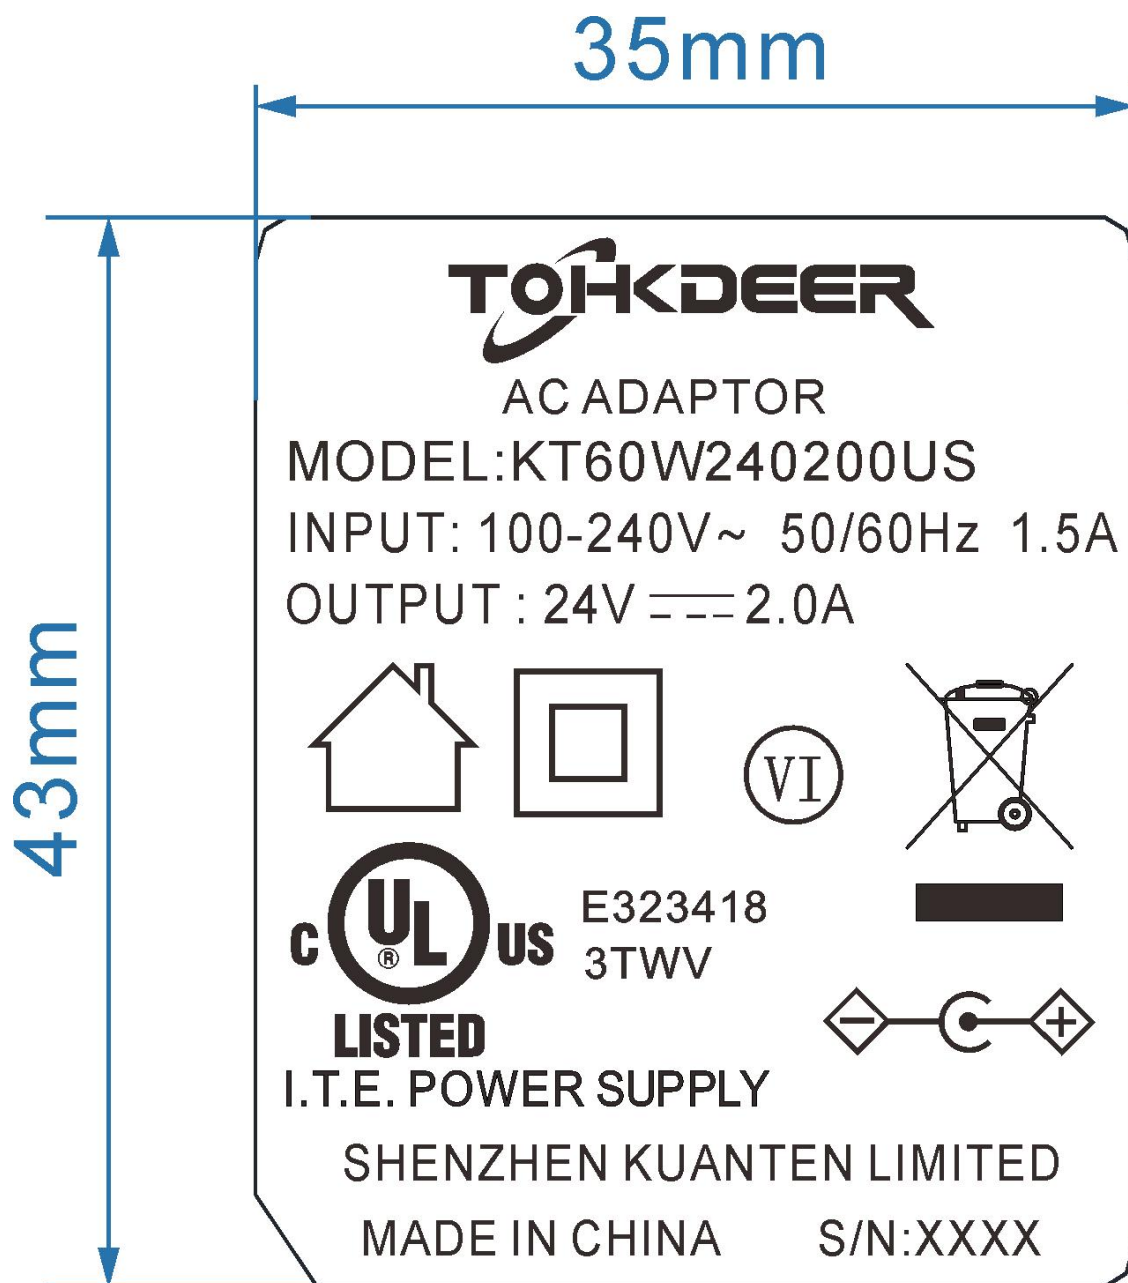 35mm
43mm
TOHKDEER
AC ADAPTOR
MODEL:KT60W240200US
INPUT: 100-240V~ 50/60Hz 1.5A
OUTPUT : 24V ⎓ 2.0A
VI
C UL ® US
LISTED
E323418
3TWV
I.T.E. POWER SUPPLY
SHENZHEN KUANTEN LIMITED
MADE IN CHINA S/N:XXXX